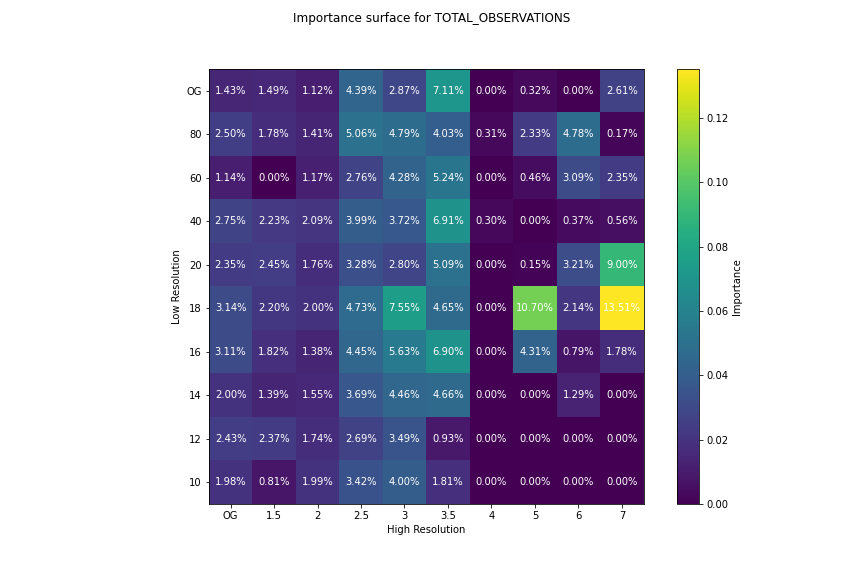 Importance surface for TOTAL_OBSERVATIONS
OG 1.43% 1.49% 1.12% 4.39% 2.87% 7.11% 0.00% 0.32% 0.00% 2.61%
80 2.50% 1.78% 1.41% 5.06% 4.79% 4.03% 0.31% 2.33% 4.78% 0.17%
60 1.14% 0.00% 1.17% 2.76% 4.28% 5.24% 0.00% 0.46% 3.09% 2.35%
40 2.75% 2.23% 2.09% 3.99% 3.72% 6.91% 0.30% 0.00% 0.37% 0.56%
20 2.35% 2.45% 1.76% 3.28% 2.80% 5.09% 0.00% 0.15% 3.21% 9.00%
18 3.14% 2.20% 2.00% 4.73% 7.55% 4.65% 0.00% 10.70% 2.14% 13.51%
16 3.11% 1.82% 1.38% 4.45% 5.63% 6.90% 0.00% 4.31% 0.79% 1.78%
14 2.00% 1.39% 1.55% 3.69% 4.46% 4.66% 0.00% 0.00% 1.29% 0.00%
12 2.43% 2.37% 1.74% 2.69% 3.49% 0.93% 0.00% 0.00% 0.00% 0.00%
10 1.98% 0.81% 1.99% 3.42% 4.00% 1.81% 0.00% 0.00% 0.00% 0.00%
OG 1.5 2 2.5 3 3.5 4 5 6 7
High Resolution
Low Resolution
0.12
0.10
0.08
0.06
0.04
0.02
0.00
Importance